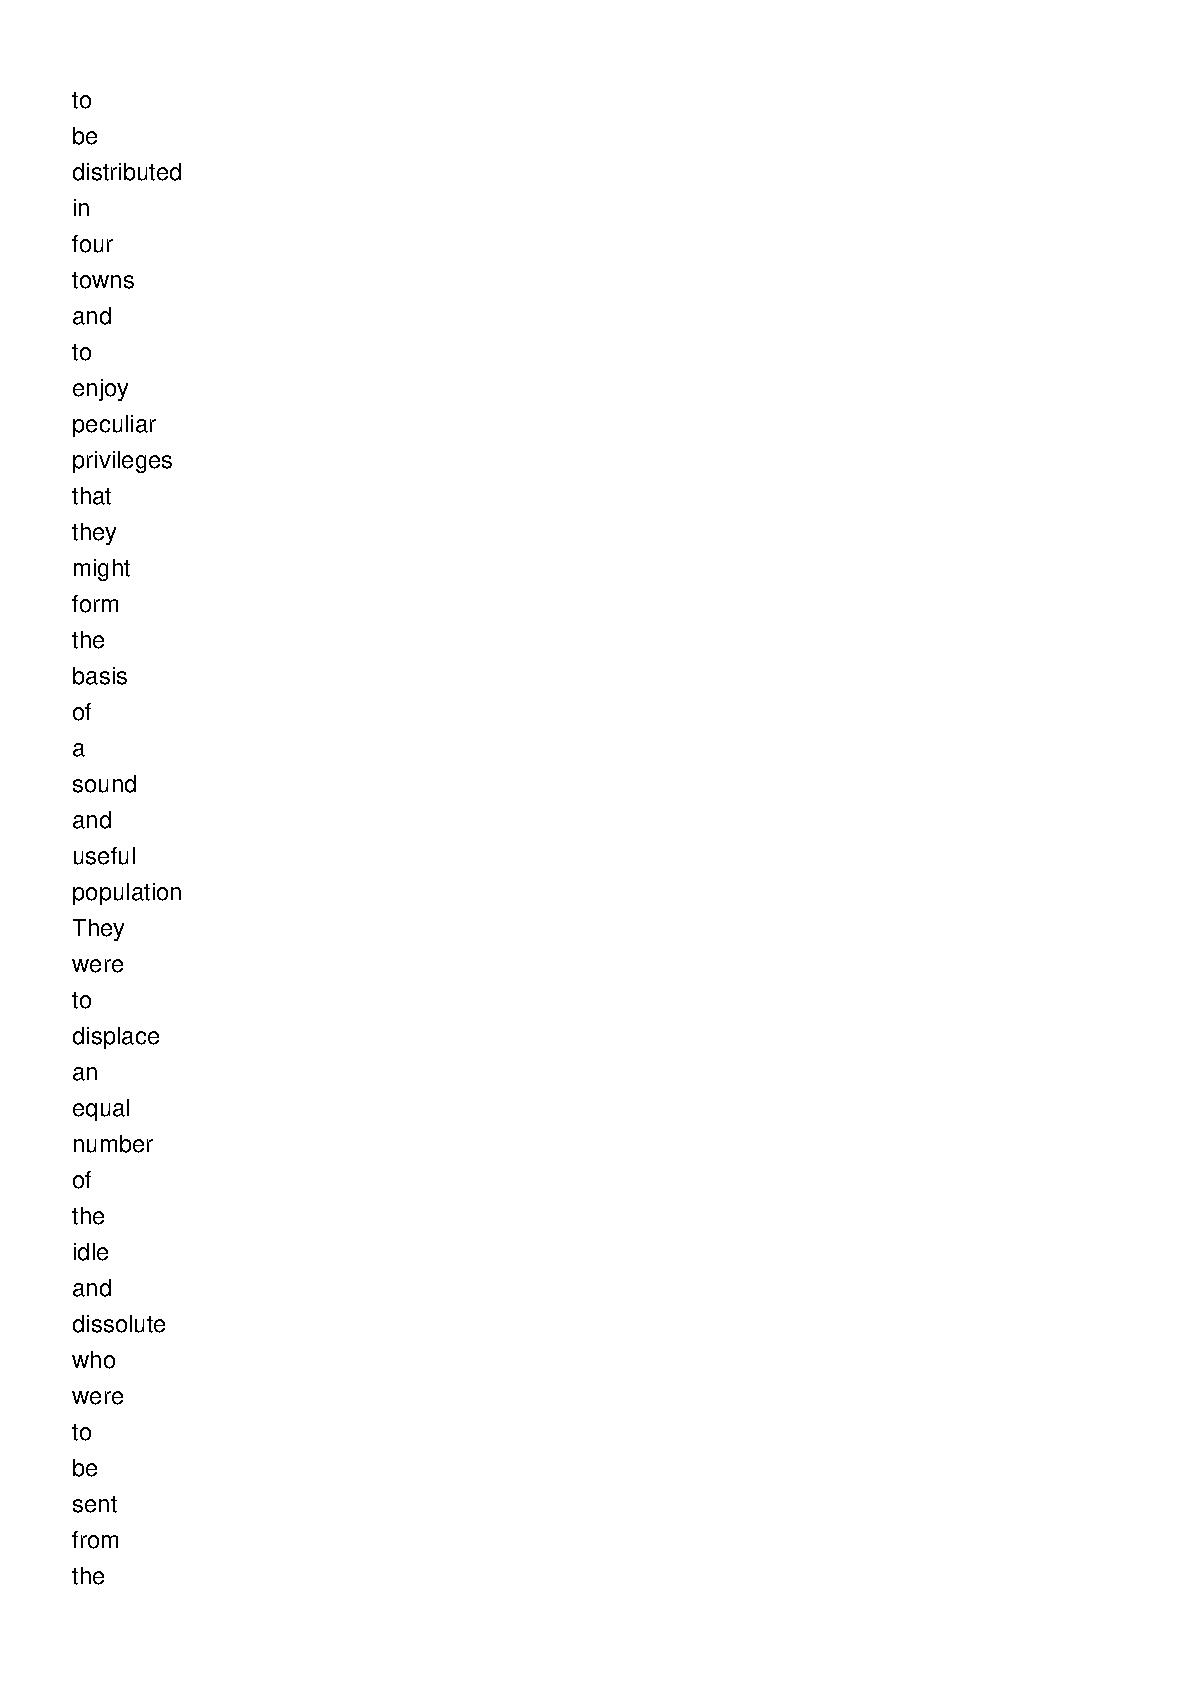 to
be
distributed
in
four
towns
and
to
enjoy
peculiar
privileges
that
they
might
form
the
basis
of
a
sound
and
useful
population
They
were
to
displace
an
equal
number
of
the
idle
and
dissolute
who
were
to
be
sent
from
the